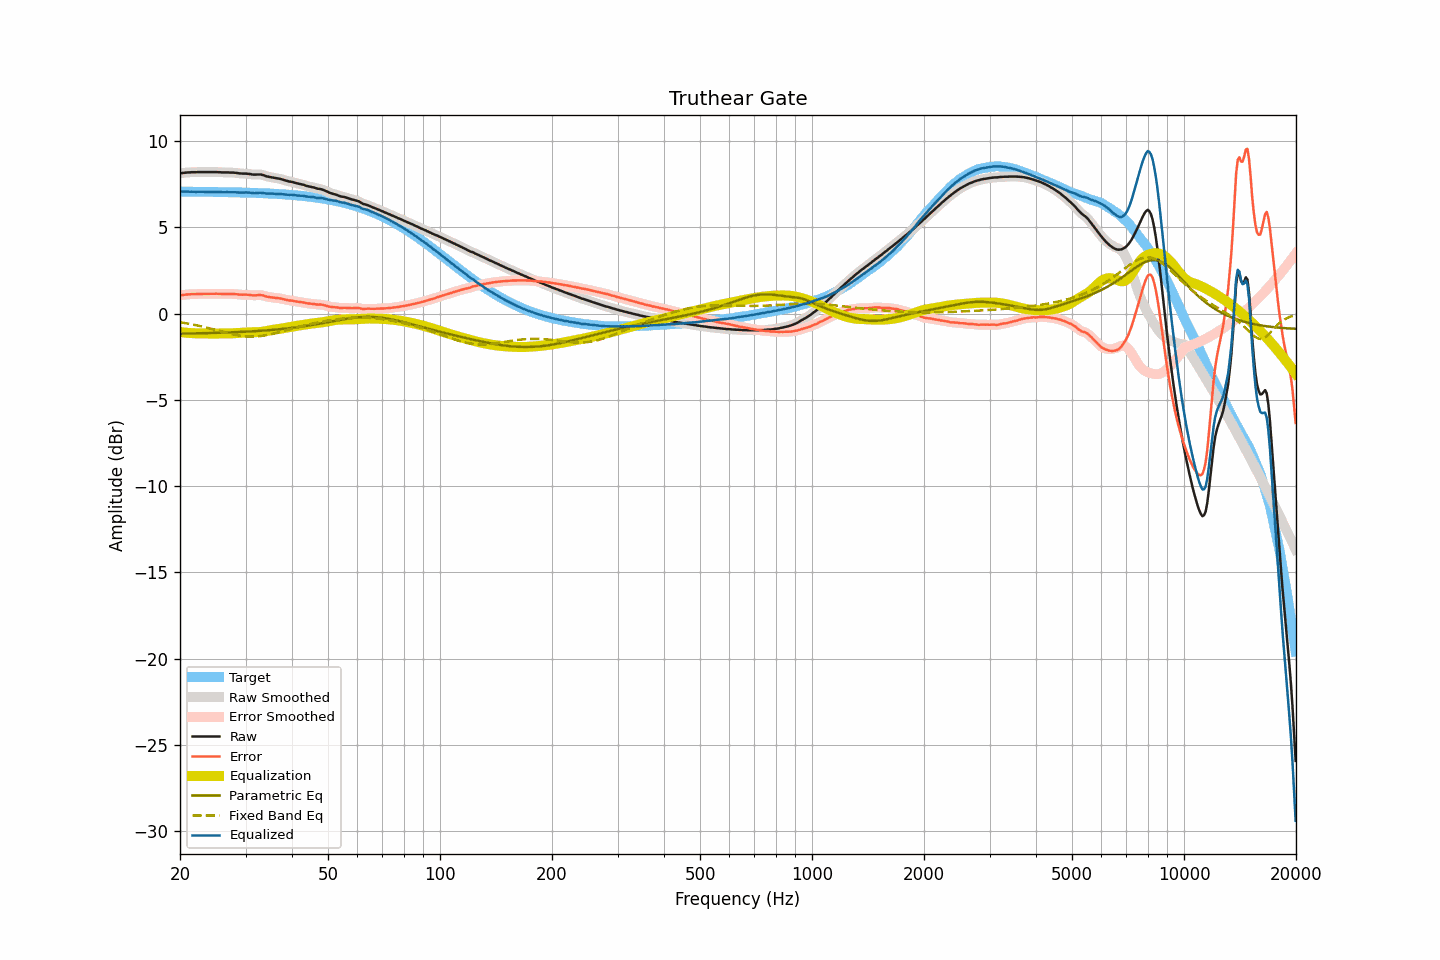 Truthear Gate
10
5
0
−5
−10
−15
−20
−25
−30
Amplitude (dBr)
Target
Raw Smoothed
Error Smoothed
Raw
Error
Equalization
Parametric Eq
Fixed Band Eq
Equalized
20 50 100 200 500 1000 2000 5000 10000 20000
Frequency (Hz)